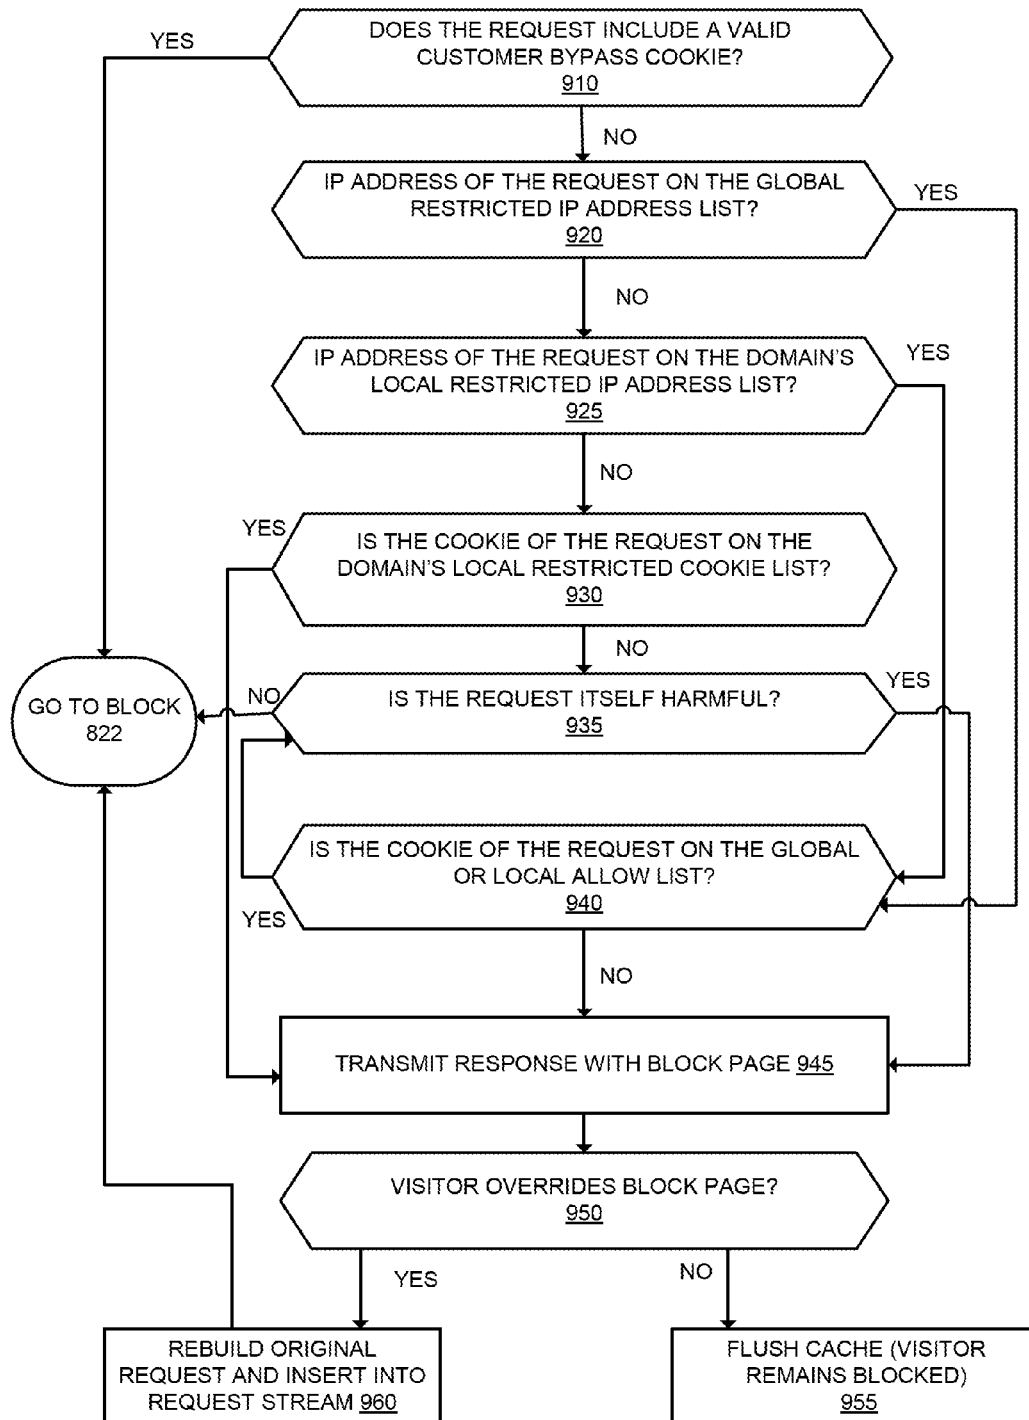 DOES THE REQUEST INCLUDE A VALID
CUSTOMER BYPASS COOKIE?
910
YES
NO
IP ADDRESS OF THE REQUEST ON THE GLOBAL
RESTRICTED IP ADDRESS LIST?
920
YES
NO
IP ADDRESS OF THE REQUEST ON THE DOMAIN'S
LOCAL RESTRICTED IP ADDRESS LIST?
925
YES
NO
YES
IS THE COOKIE OF THE REQUEST ON THE
DOMAIN'S LOCAL RESTRICTED COOKIE LIST?
930
NO
GO TO BLOCK
822
NO
IS THE REQUEST ITSELF HARMFUL?
935
YES
IS THE COOKIE OF THE REQUEST ON THE GLOBAL
OR LOCAL ALLOW LIST?
940
YES
NO
TRANSMIT RESPONSE WITH BLOCK PAGE 945
VISITOR OVERRIDES BLOCK PAGE?
950
YES
NO
REBUILD ORIGINAL
REQUEST AND INSERT INTO
REQUEST STREAM 960
FLUSH CACHE (VISITOR
REMAINS BLOCKED)
955